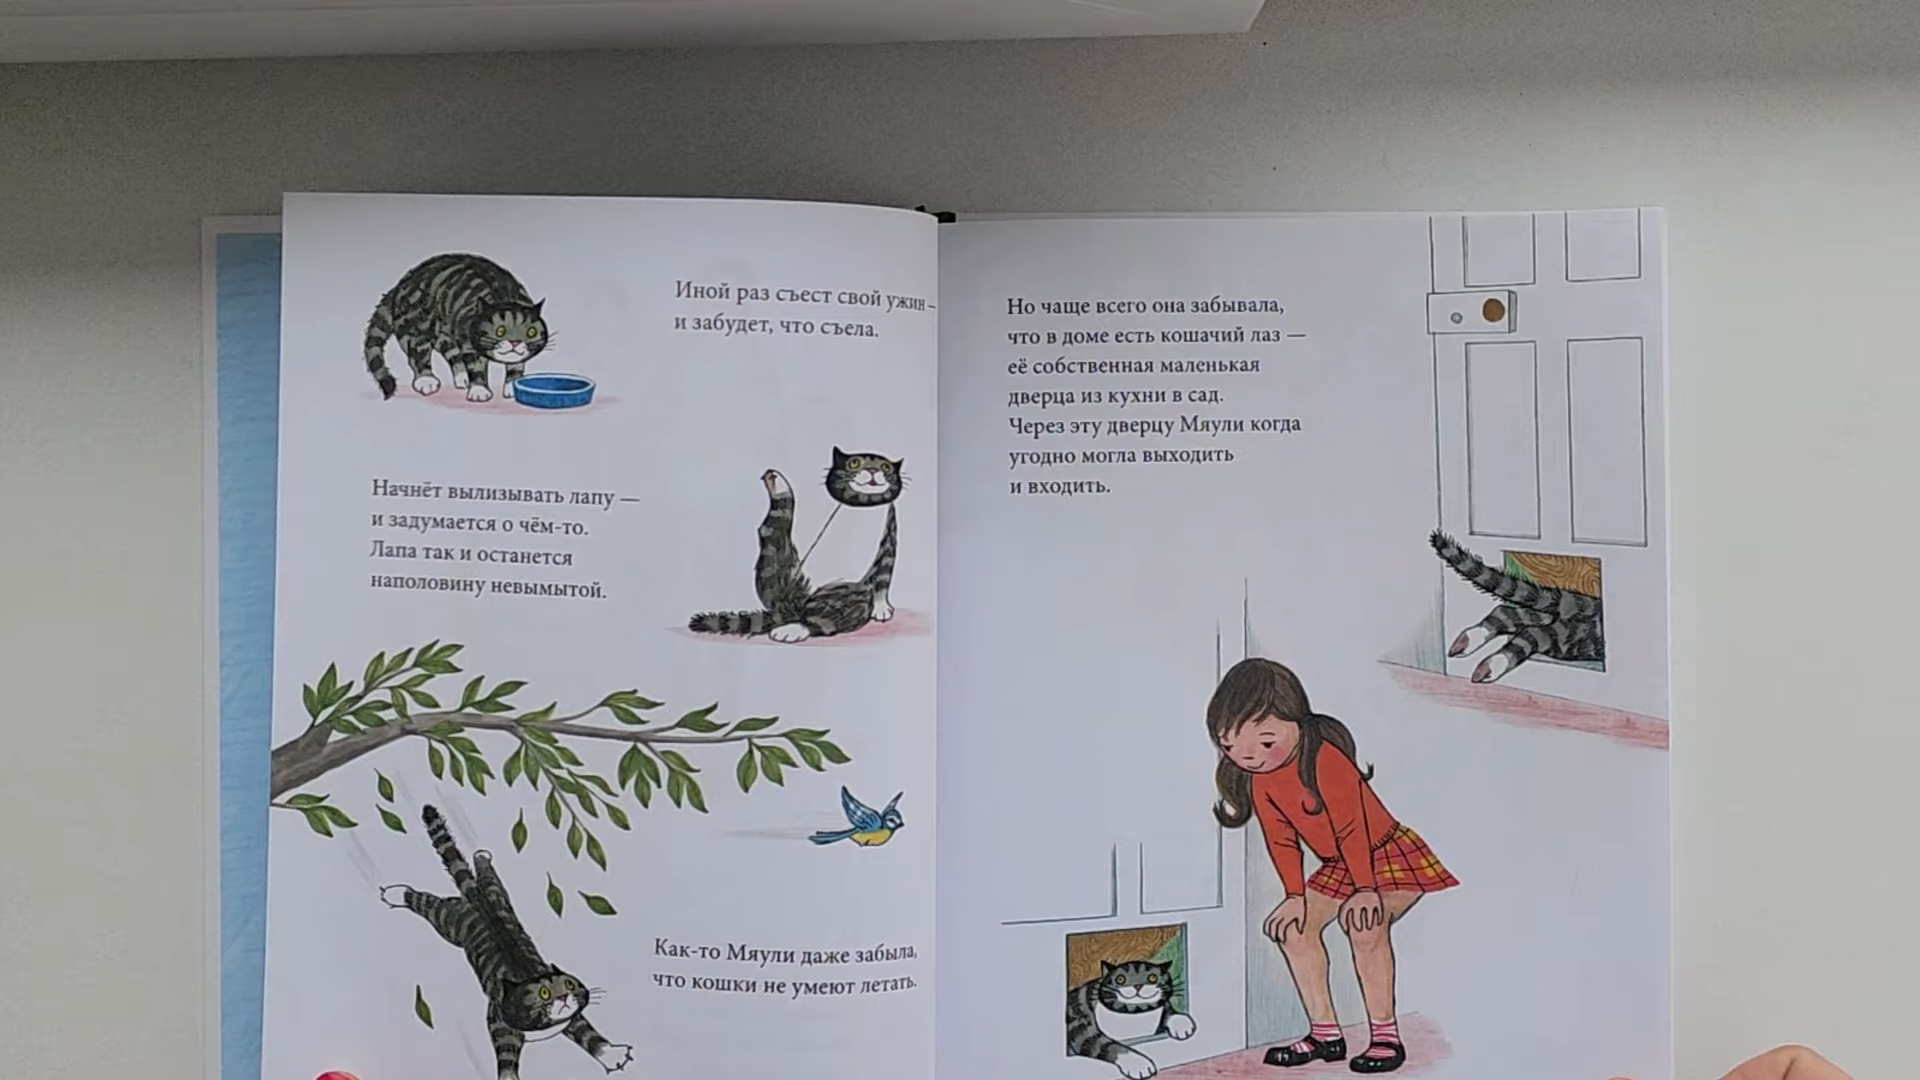 Иной раз съест свой ужин –
и забудет, что съела.
Начнёт вылизывать лапу —
и задумается о чём-то.
Лапа так и останется
наполовину невымытой.
Как-то Мяули даже забыла,
что кошки не умеют летать.
Но чаще всего она забывала,
что в доме есть кошачий лаз —
её собственная маленькая
дверца из кухни в сад.
Через эту дверцу Мяули когда
угодно могла выходить
и входить.